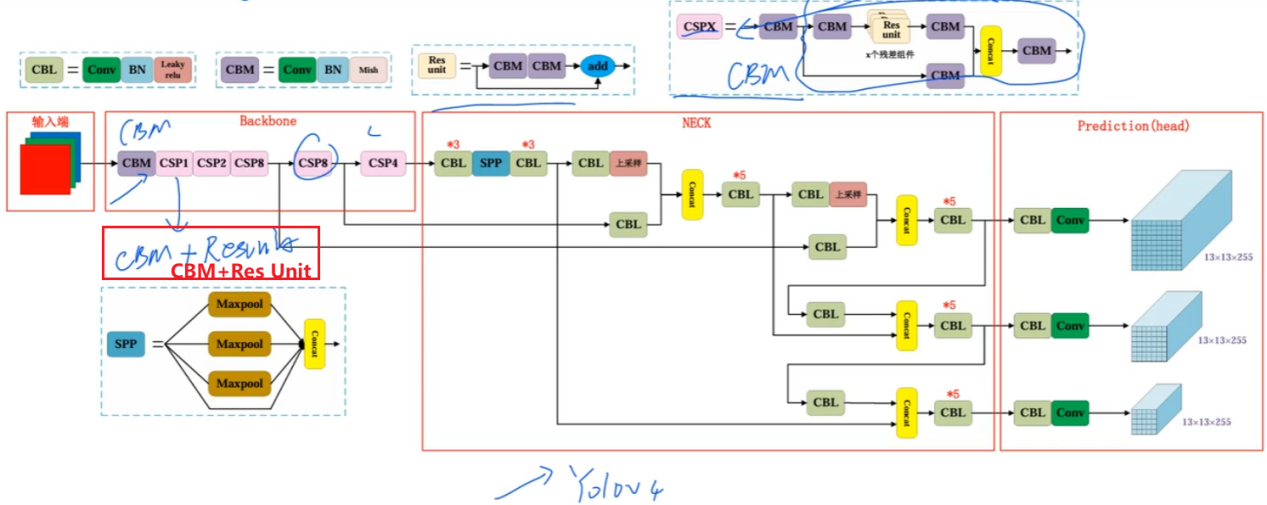 CSPX = CBM CBM Res unit CBM Concat CBM
x个残差组件
CBM
CBM
CBL = Conv BN Leaky relu
CBM = Conv BN Mish
Res unit = CBM CBM add
输入端
Backbone
NECK
Prediction(head)
CBM
CBM CSP1 CSP2 CSP8 CSP8 CSP4
*3 *3
CBL SPP CBL CBL 上采样
CBL
Concat
*5
CBL CBL 上采样
CBL
Concat
*5
CBL CBL Conv
13×13×255
CBL
Concat
*5
CBL CBL Conv
13×13×255
CBL
Concat
*5
CBL CBL Conv
13×13×255
CBM + Resunit
CBM+Res Unit
SPP =
Maxpool
Maxpool
Maxpool
Concat
Yolov4